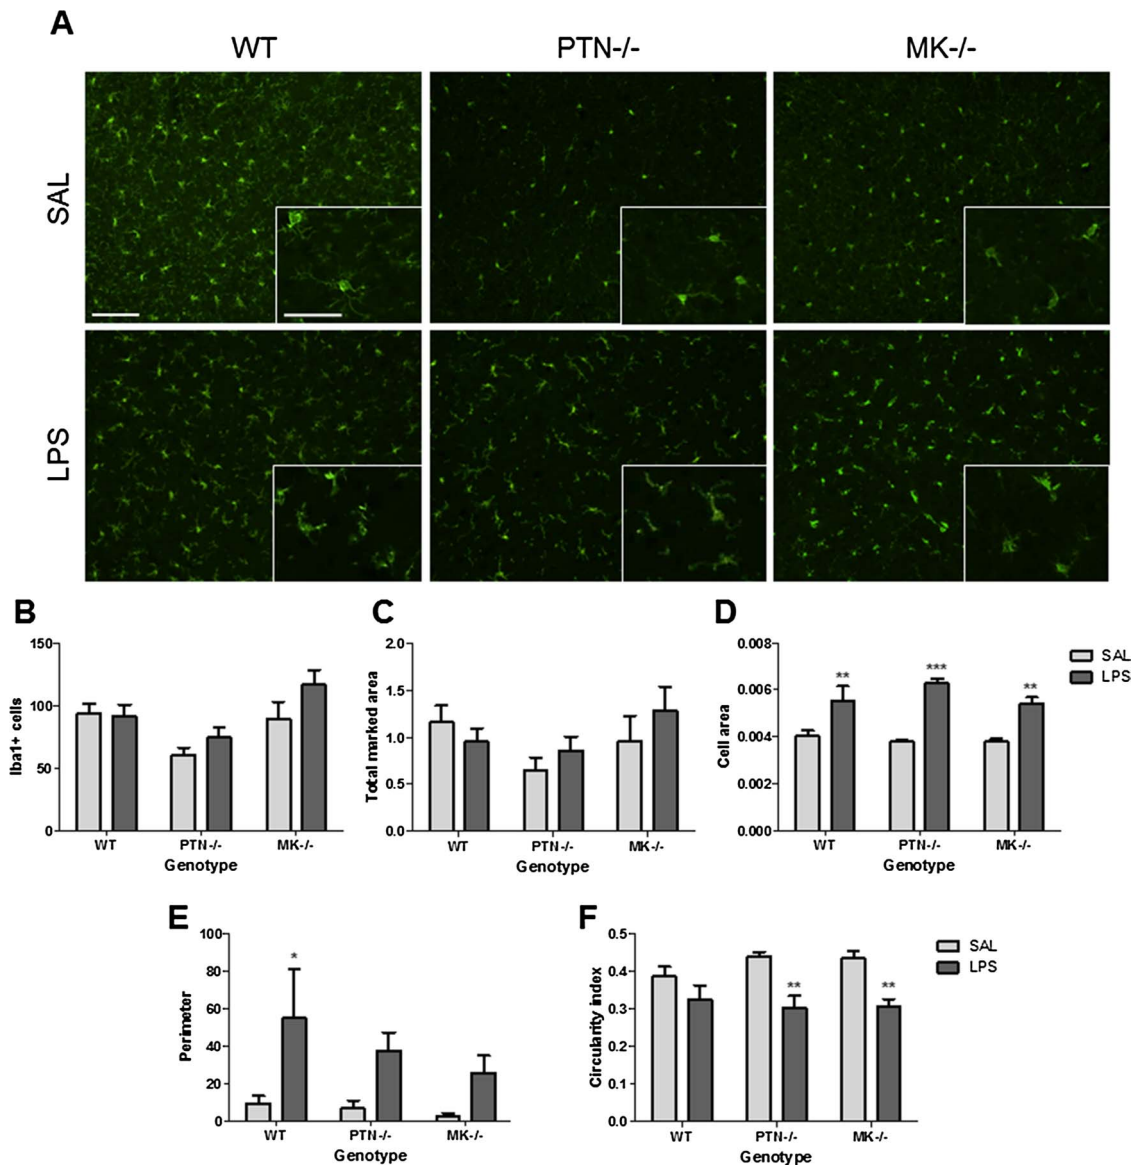 A
WT
PTN-/-
MK-/-
SAL
LPS
B
150
100
50
0
Iba1+ cells
WT
PTN-/-
MK-/-
Genotype
C
2.0
1.5
1.0
0.5
0.0
Total marked area
WT
PTN-/-
MK-/-
Genotype
D
0.008
0.006
0.004
0.002
0.000
Cell area
**
***
**
WT
PTN-/-
MK-/-
Genotype
SAL
LPS
E
100
80
60
40
20
0
Perimeter
*
WT
PTN-/-
MK-/-
Genotype
F
0.5
0.4
0.3
0.2
0.1
0.0
Circularity index
**
**
WT
PTN-/-
MK-/-
Genotype
SAL
LPS